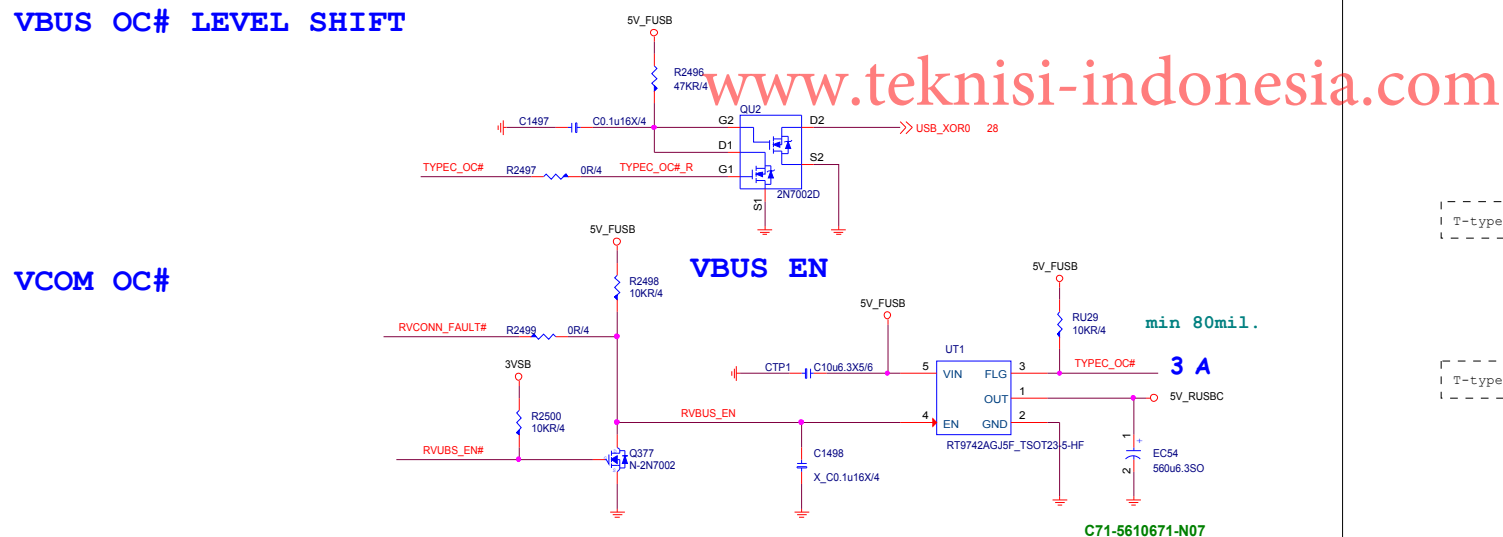 VBUS OC# LEVEL SHIFT
5V_FUSB
www.teknisi-indonesia.com
R2496
47KR/4
QU2
C1497
C0.1u16X/4
G2
D2
USB_XOR0 28
D1
S2
TYPEC_OC#
R2497
0R/4
TYPEC_OC#_R
G1
2N7002D
S1
T-type
5V_FUSB
VCOM OC#
VBUS EN
R2498
10KR/4
5V_FUSB
5V_FUSB
RU29
10KR/4
min 80mil.
RVCONN_FAULT#
R2499
0R/4
UT1
3VSB
CTP1
C10u6.3X5/6
5
VIN
FLG
3
TYPEC_OC#
3 A
T-type
OUT
1
5V_RUSBC
R2500
10KR/4
RVBUS_EN
4
EN
GND
2
RT9742AGJ5F_TSOT23-5-HF
1
+
RVUBS_EN#
Q377
N-2N7002
C1498
X_C0.1u16X/4
EC54
560u6.3SO
2
C71-5610671-N07